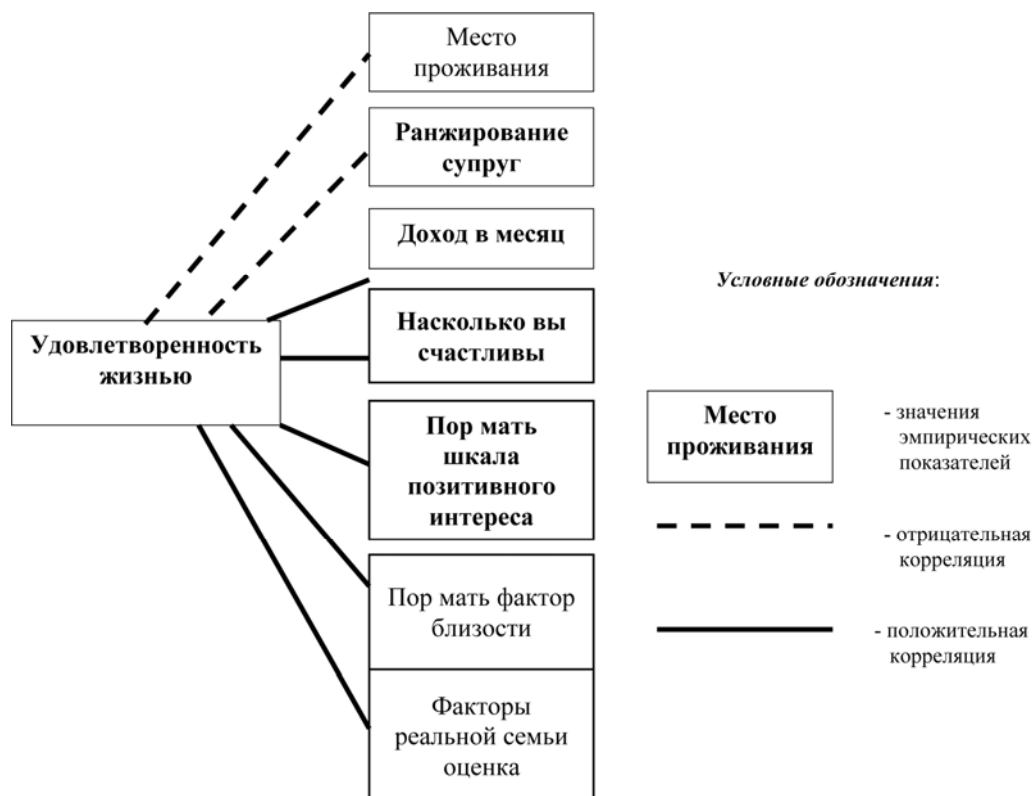 Место
проживания
Ранжирование
супруг
Доход в месяц
Условные обозначения:
Удовлетворенность
жизнью
Насколько вы
счастливы
Пор мать
шкала
позитивного
интереса
Место
проживания
- значения
эмпирических
показателей
- отрицательная
корреляция
Пор мать фактор
близости
- положительная
корреляция
Факторы
реальной семьи
оценка